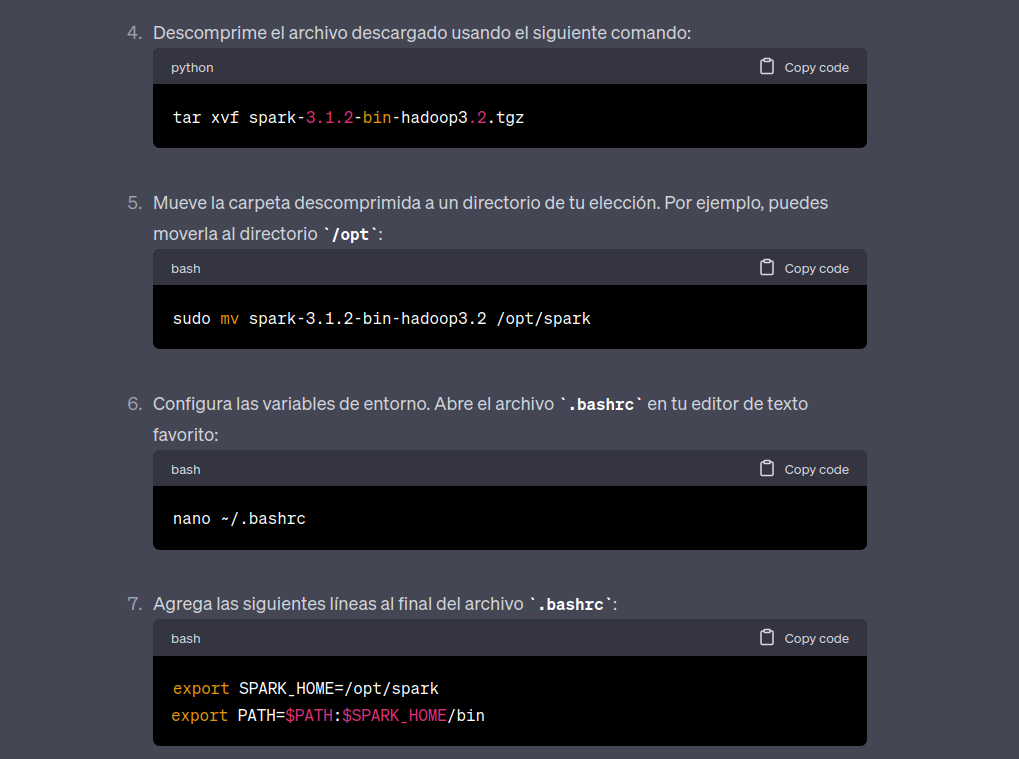 4. Descomprime el archivo descargado usando el siguiente comando:
python Copy code
tar xvf spark-3.1.2-bin-hadoop3.2.tgz
5. Mueve la carpeta descomprimida a un directorio de tu elección. Por ejemplo, puedes
moverla al directorio `/opt`:
bash Copy code
sudo mv spark-3.1.2-bin-hadoop3.2 /opt/spark
6. Configura las variables de entorno. Abre el archivo `.bashrc` en tu editor de texto
favorito:
bash Copy code
nano ~/.bashrc
7. Agrega las siguientes líneas al final del archivo `.bashrc`:
bash Copy code
export SPARK_HOME=/opt/spark
export PATH=$PATH:$SPARK_HOME/bin